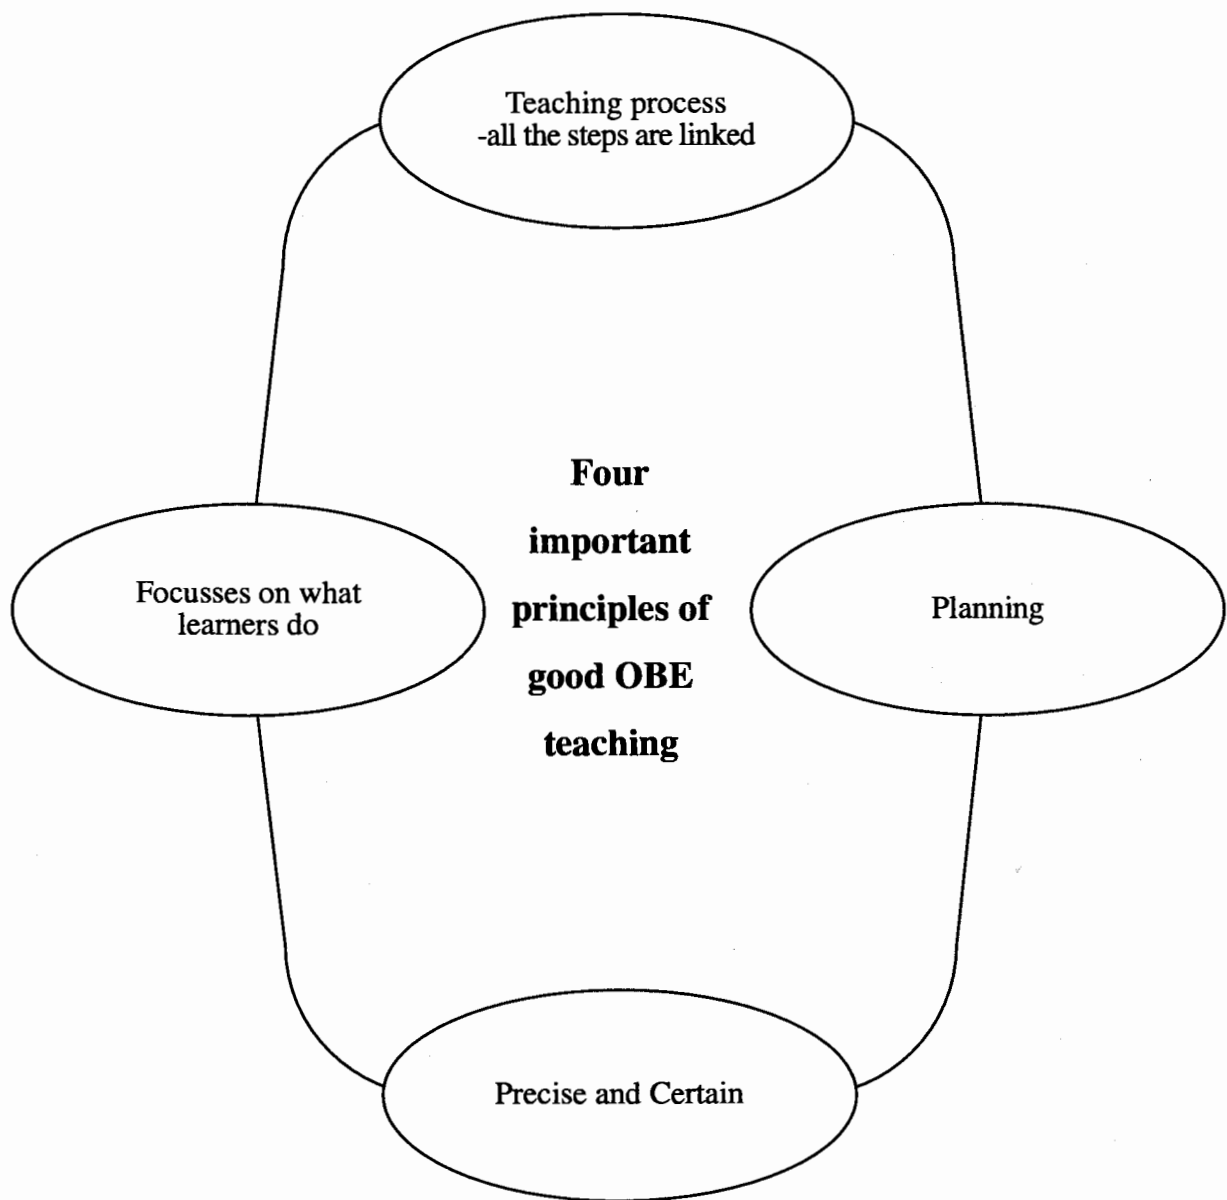 Teaching process
-all the steps are linked
Four
important
principles of
good OBE
teaching
Focusses on what
learners do
Planning
Precise and Certain